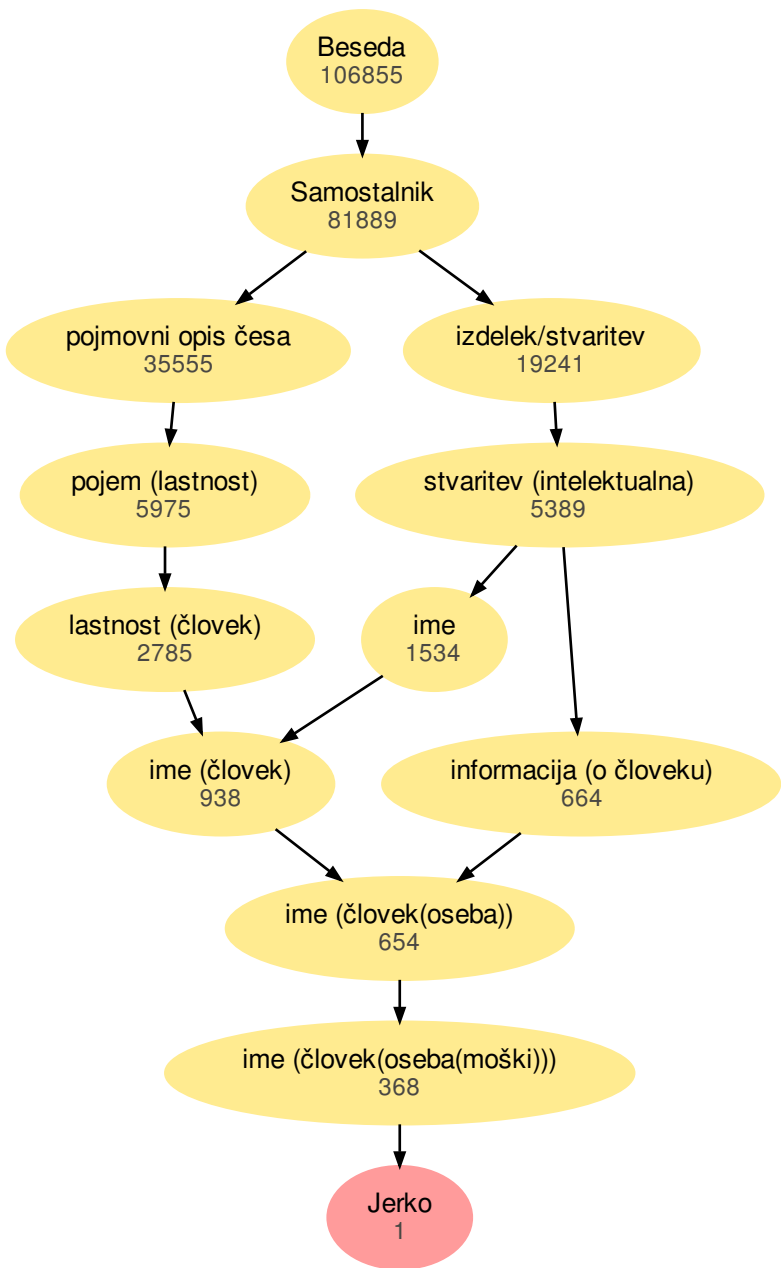 Beseda
106855
Samostalnik
81889
pojmovni opis česa
35555
izdelek/stvaritev
19241
pojem (lastnost)
5975
stvaritev (intelektualna)
5389
lastnost (človek)
2785
ime
1534
ime (človek)
938
informacija (o človeku)
664
ime (človek(oseba))
654
ime (človek(oseba(moški)))
368
Jerko
1